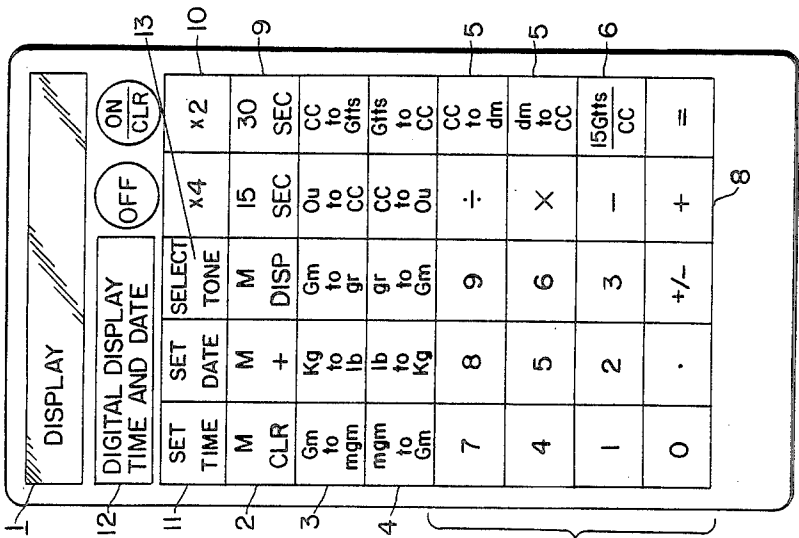 13
10
9
5
5
6
8
1
12
11
2
3
4
DISPLAY
DIGITAL DISPLAY
TIME AND DATE
OFF
ON
CLR
SET TIME
SET DATE
SELECT TONE
x4
x2
M CLR
M +
M DISP
15 SEC
30 SEC
Gm to mgm
Kg to lb
Gm to gr
Ou to CC
CC to Gtts
mgm to Gm
lb to Kg
gr to Gm
CC to Ou
Gtts to CC
7
8
9
÷
CC to dm
4
5
6
×
dm to CC
1
2
3
−
15Gtts
CC
0
.
+/−
+
=